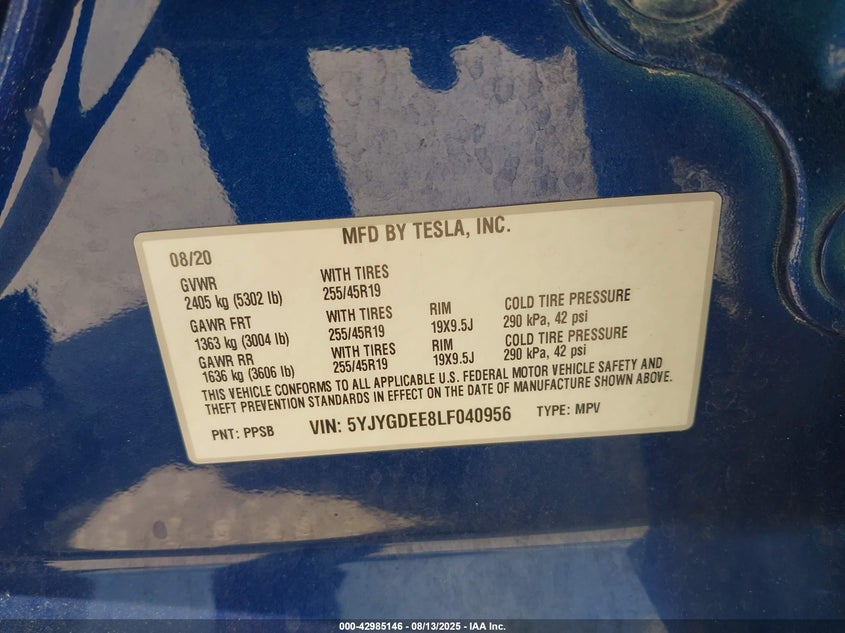 MFD BY TESLA, INC.
08/20
GVWR WITH TIRES
2405 kg (5302 lb) 255/45R19
GAWR FRT WITH TIRES RIM COLD TIRE PRESSURE
1363 kg (3004 lb) 255/45R19 19X9.5J 290 kPa, 42 psi
GAWR RR WITH TIRES RIM COLD TIRE PRESSURE
1636 kg (3606 lb) 255/45R19 19X9.5J 290 kPa, 42 psi
THIS VEHICLE CONFORMS TO ALL APPLICABLE U.S. FEDERAL MOTOR VEHICLE SAFETY AND
THEFT PREVENTION STANDARDS IN EFFECT ON THE DATE OF MANUFACTURE SHOWN ABOVE.
PNT: PPSB VIN: 5YJYGDEE8LF040956 TYPE: MPV
000-42985146 - 08/13/2025 - IAA Inc.